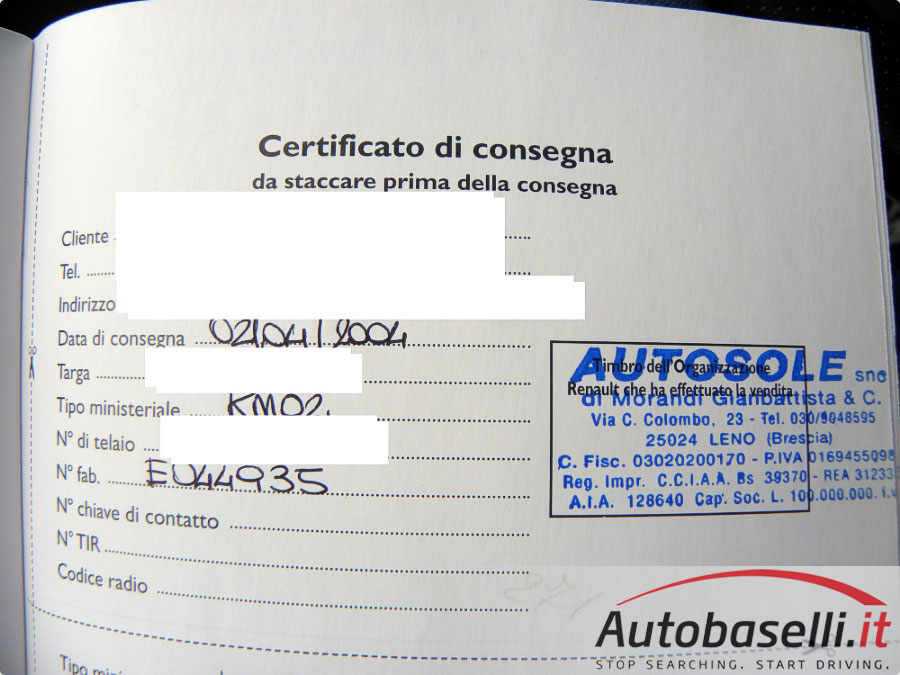 Certificato di consegna
da staccare prima della consegna
Cliente
Tel.
Indirizzo
Data di consegna 02/04/2004
Targa
Tipo ministeriale KM02
N° di telaio
N° fab. EU44935
N° chiave di contatto
N° TIR
Codice radio
AUTOSOLE snc
Timbro dell'Organizzazione
Renault che ha effettuato la vendita
di Morandi Gianbattista & C.
Via C. Colombo, 23 - Tel. 030/9048595
25024 LENO (Brescia)
C. Fisc. 03020200170 - P.IVA 0169455098
Reg. Impr. C.C.I.A.A. Bs 39370 - REA 31233
A.I.A. 128640 Cap. Soc. L. 100.000.000. i.v
Autobaselli.it
STOP SEARCHING. START DRIVING.